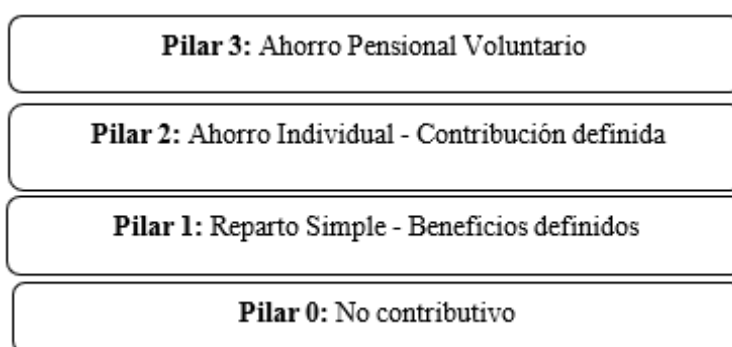 Pilar 3: Ahorro Pensional Voluntario
Pilar 2: Ahorro Individual - Contribución definida
Pilar 1: Reparto Simple - Beneficios definidos
Pilar 0: No contributivo